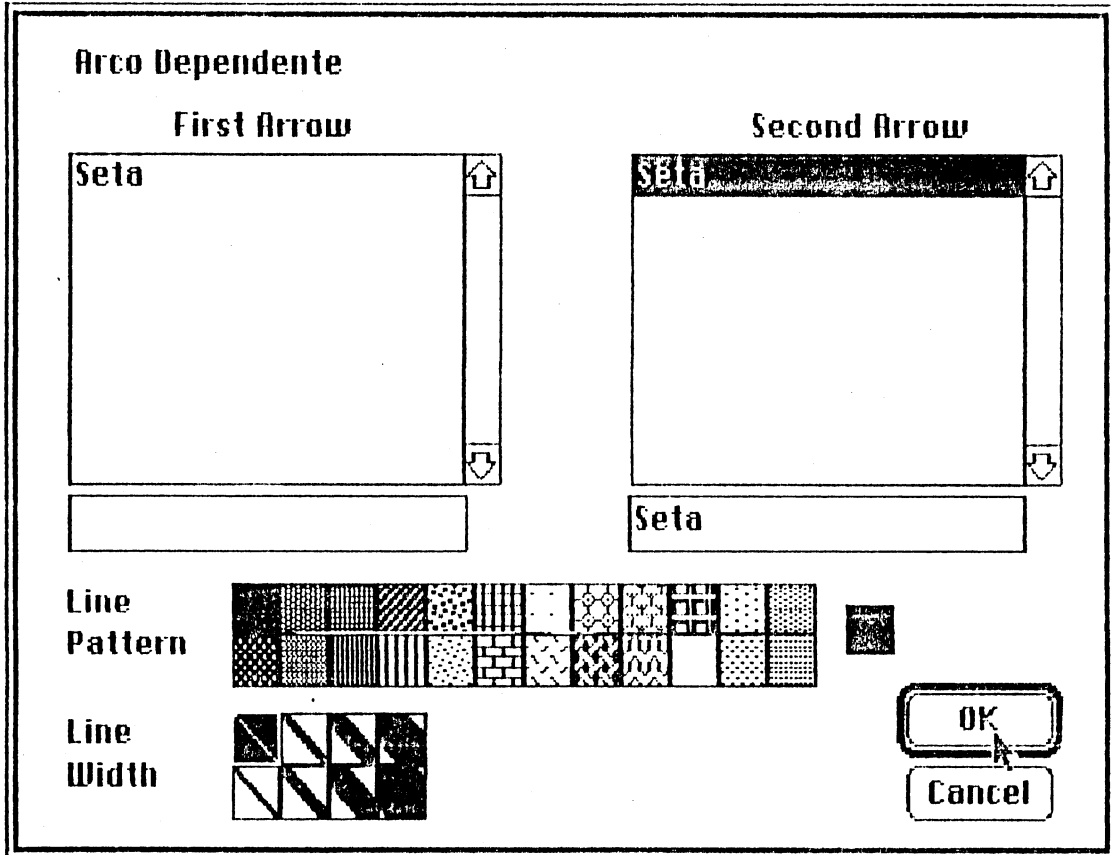 Arco Dependente
First Arrow
Second Arrow
Seta
Seta
Seta
Line
Pattern
Line
Width
OK
Cancel